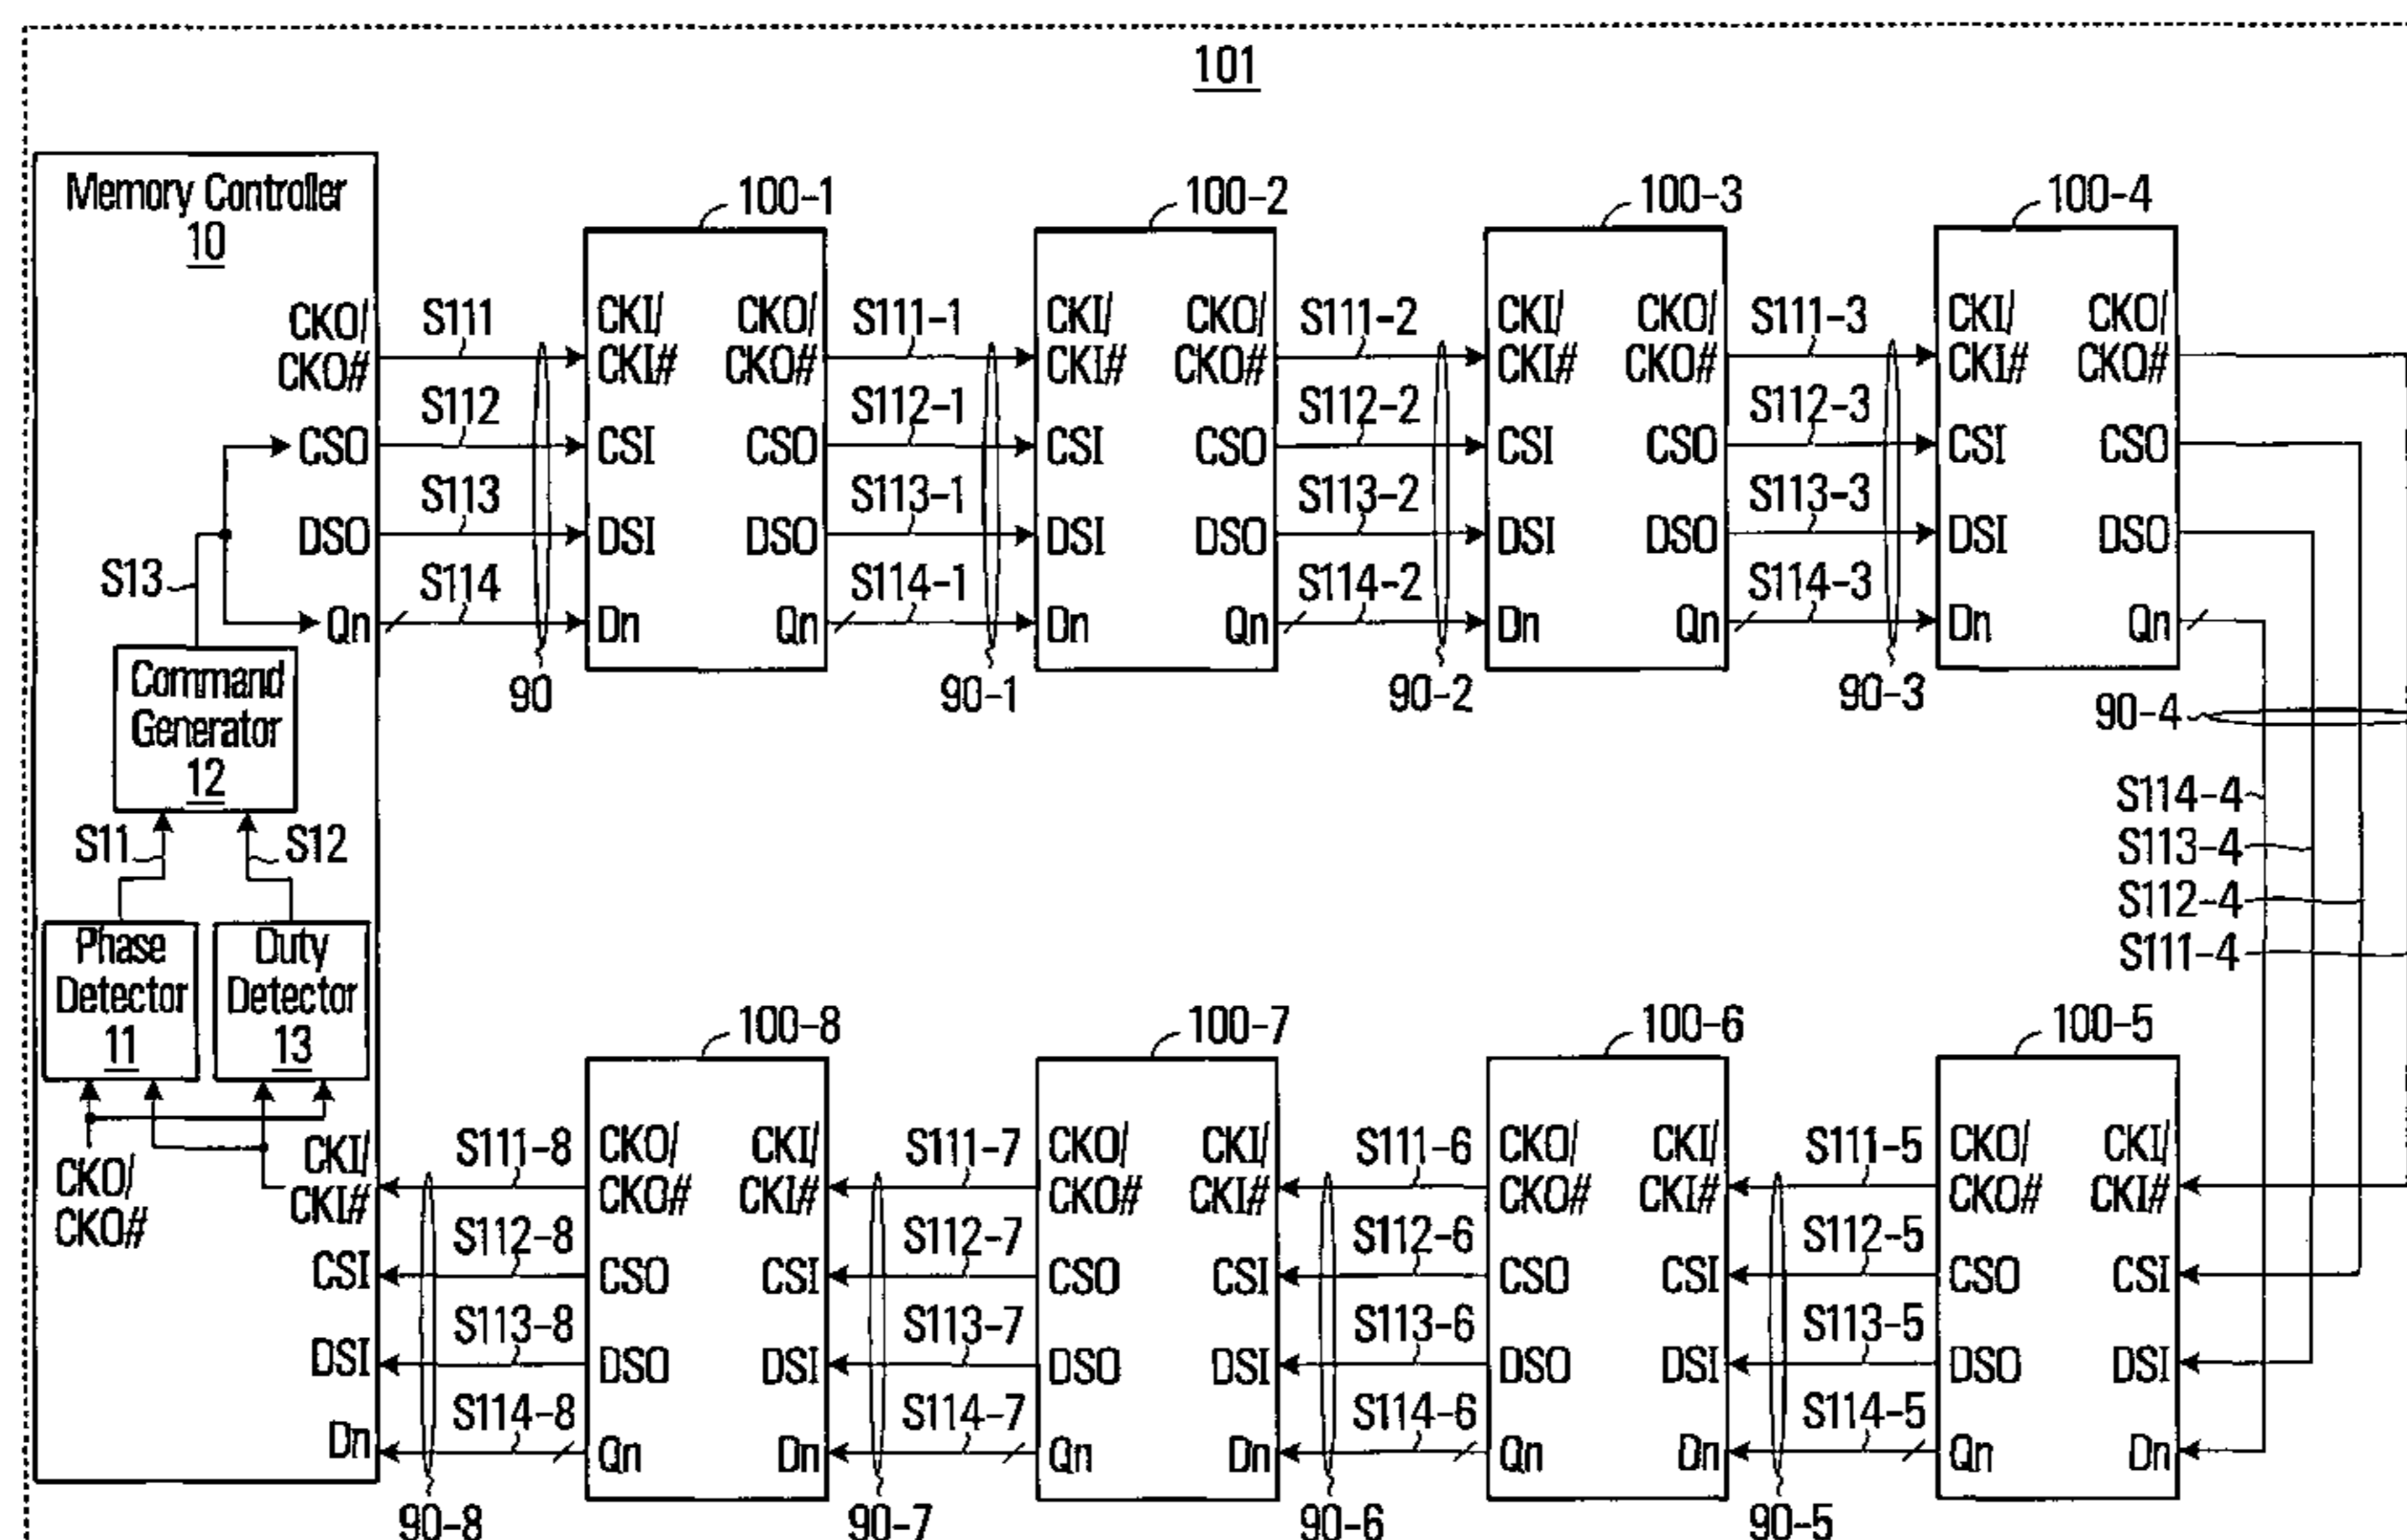 101
Memory Controller
10
CKO/
CKO#
CSO
DSO
Qn
S13
Command
Generator
12
S11
S12
Phase
Detector
11
Duty
Detector
13
CKO/
CKO#
CKI/
CKI#
CSI
DSI
Dn
S111
S112
S113
S114
90
100-1
CKI/
CKI#
CSI
DSI
Dn
CKO/
CKO#
CSO
DSO
Qn
S111-1
S112-1
S113-1
S114-1
90-1
100-2
CKI/
CKI#
CSI
DSI
Dn
CKO/
CKO#
CSO
DSO
Qn
S111-2
S112-2
S113-2
S114-2
90-2
100-3
CKI/
CKI#
CSI
DSI
Dn
CKO/
CKO#
CSO
DSO
Qn
S111-3
S112-3
S113-3
S114-3
90-3
100-4
CKI/
CKI#
CSI
DSI
Dn
CKO/
CKO#
CSO
DSO
Qn
90-4
S114-4
S113-4
S112-4
S111-4
100-8
S111-8
S112-8
S113-8
S114-8
90-8
CKO/
CKO#
CSO
DSO
Qn
CKI/
CKI#
CSI
DSI
Dn
100-7
S111-7
S112-7
S113-7
S114-7
90-7
CKO/
CKO#
CSO
DSO
Qn
CKI/
CKI#
CSI
DSI
Dn
100-6
S111-6
S112-6
S113-6
S114-6
90-6
CKO/
CKO#
CSO
DSO
Qn
CKI/
CKI#
CSI
DSI
Dn
100-5
S111-5
S112-5
S113-5
S114-5
90-5
CKO/
CKO#
CSO
DSO
Qn
CKI/
CKI#
CSI
DSI
Dn